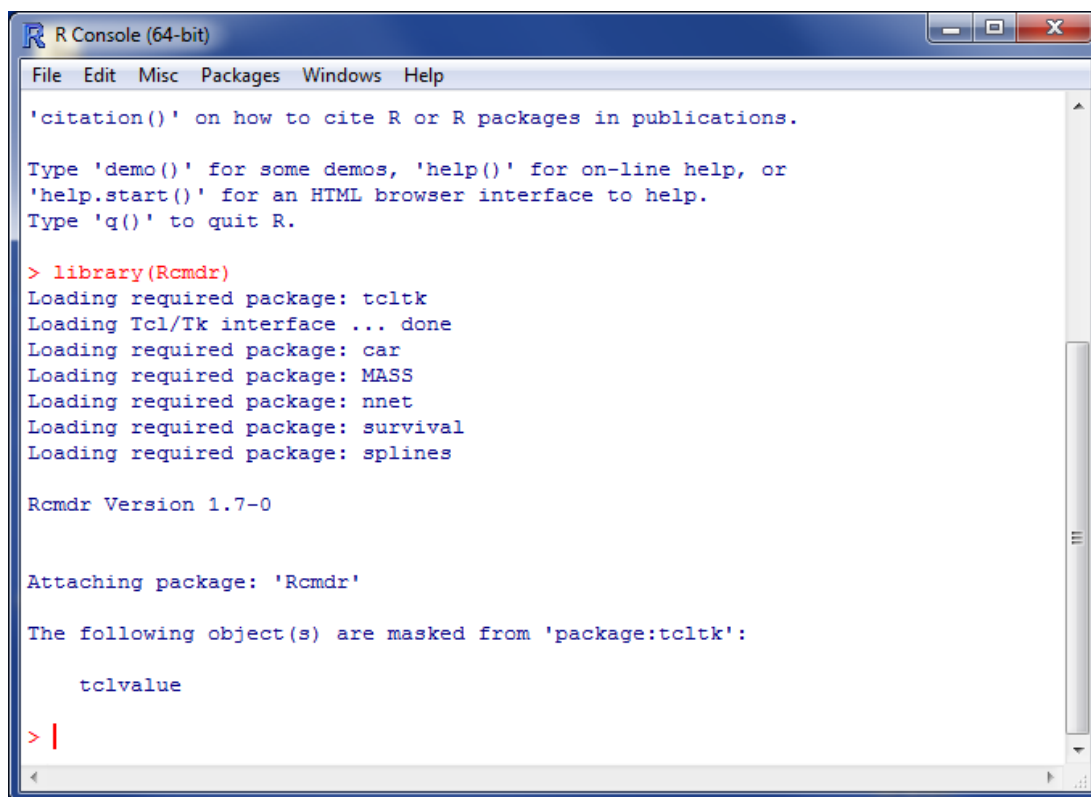 R Console (64-bit)
File Edit Misc Packages Windows Help
'citation()' on how to cite R or R packages in publications.
Type 'demo()' for some demos, 'help()' for on-line help, or
'help.start()' for an HTML browser interface to help.
Type 'q()' to quit R.
> library(Rcmdr)
Loading required package: tcltk
Loading Tcl/Tk interface ... done
Loading required package: car
Loading required package: MASS
Loading required package: nnet
Loading required package: survival
Loading required package: splines
Rcmdr Version 1.7-0
Attaching package: 'Rcmdr'
The following object(s) are masked from 'package:tcltk':
tclvalue
>